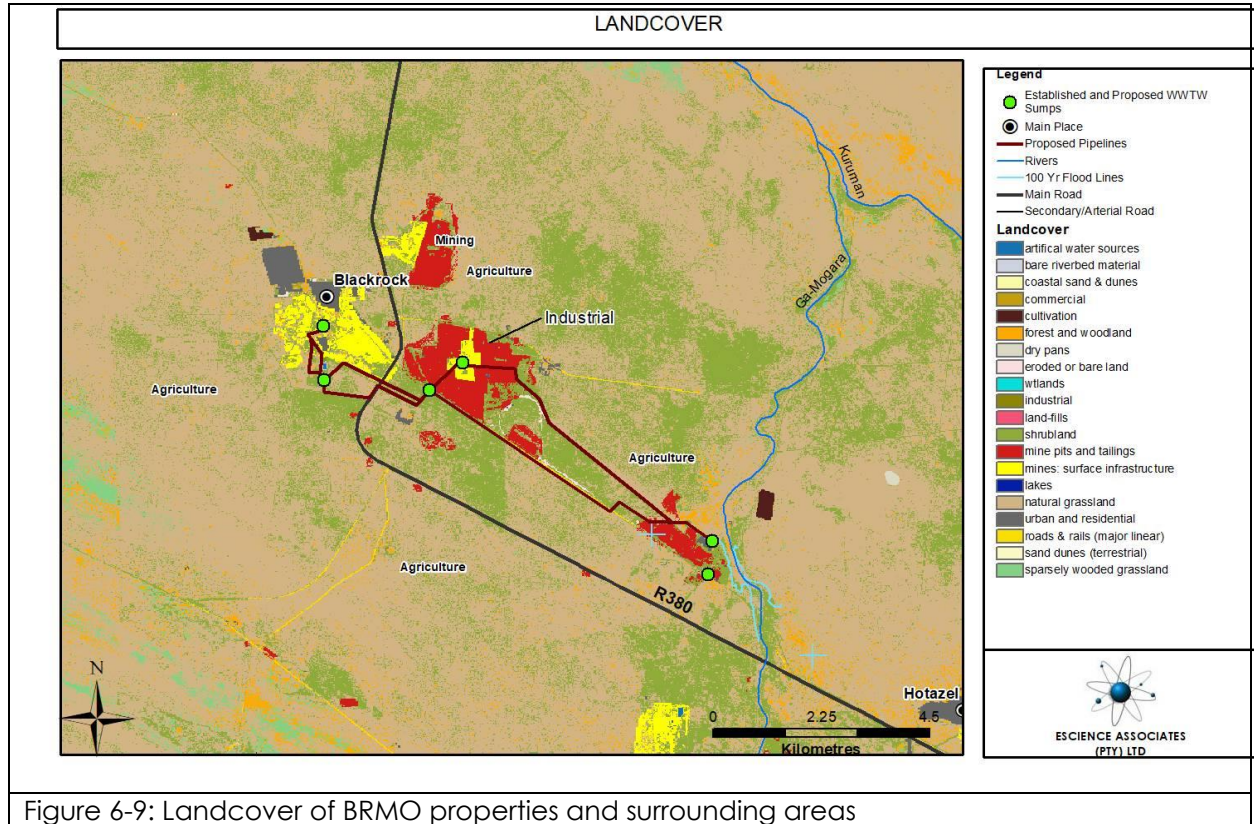 LANDCOVER
Legend
Established and Proposed WWTW
Sumps
Main Place
Proposed Pipelines
Rivers
100 Yr Flood Lines
Main Road
Secondary/Arterial Road
Landcover
artifical water sources
bare riverbed material
coastal sand & dunes
commercial
cultivation
forest and woodland
dry pans
eroded or bare land
wtlands
industrial
land-fills
shrubland
mine pits and tailings
mines: surface infrastructure
lakes
natural grassland
urban and residential
roads & rails (major linear)
sand dunes (terrestrial)
sparsely wooded grassland
Kuruman
Mining
Agriculture
Blackrock
Ga-Mogara
Industrial
Agriculture
Agriculture
Agriculture
R380
N
Hotazel
0 2.25 4.5
Kilometres
ESCIENCE ASSOCIATES
(PTY) LTD
Figure 6-9: Landcover of BRMO properties and surrounding areas